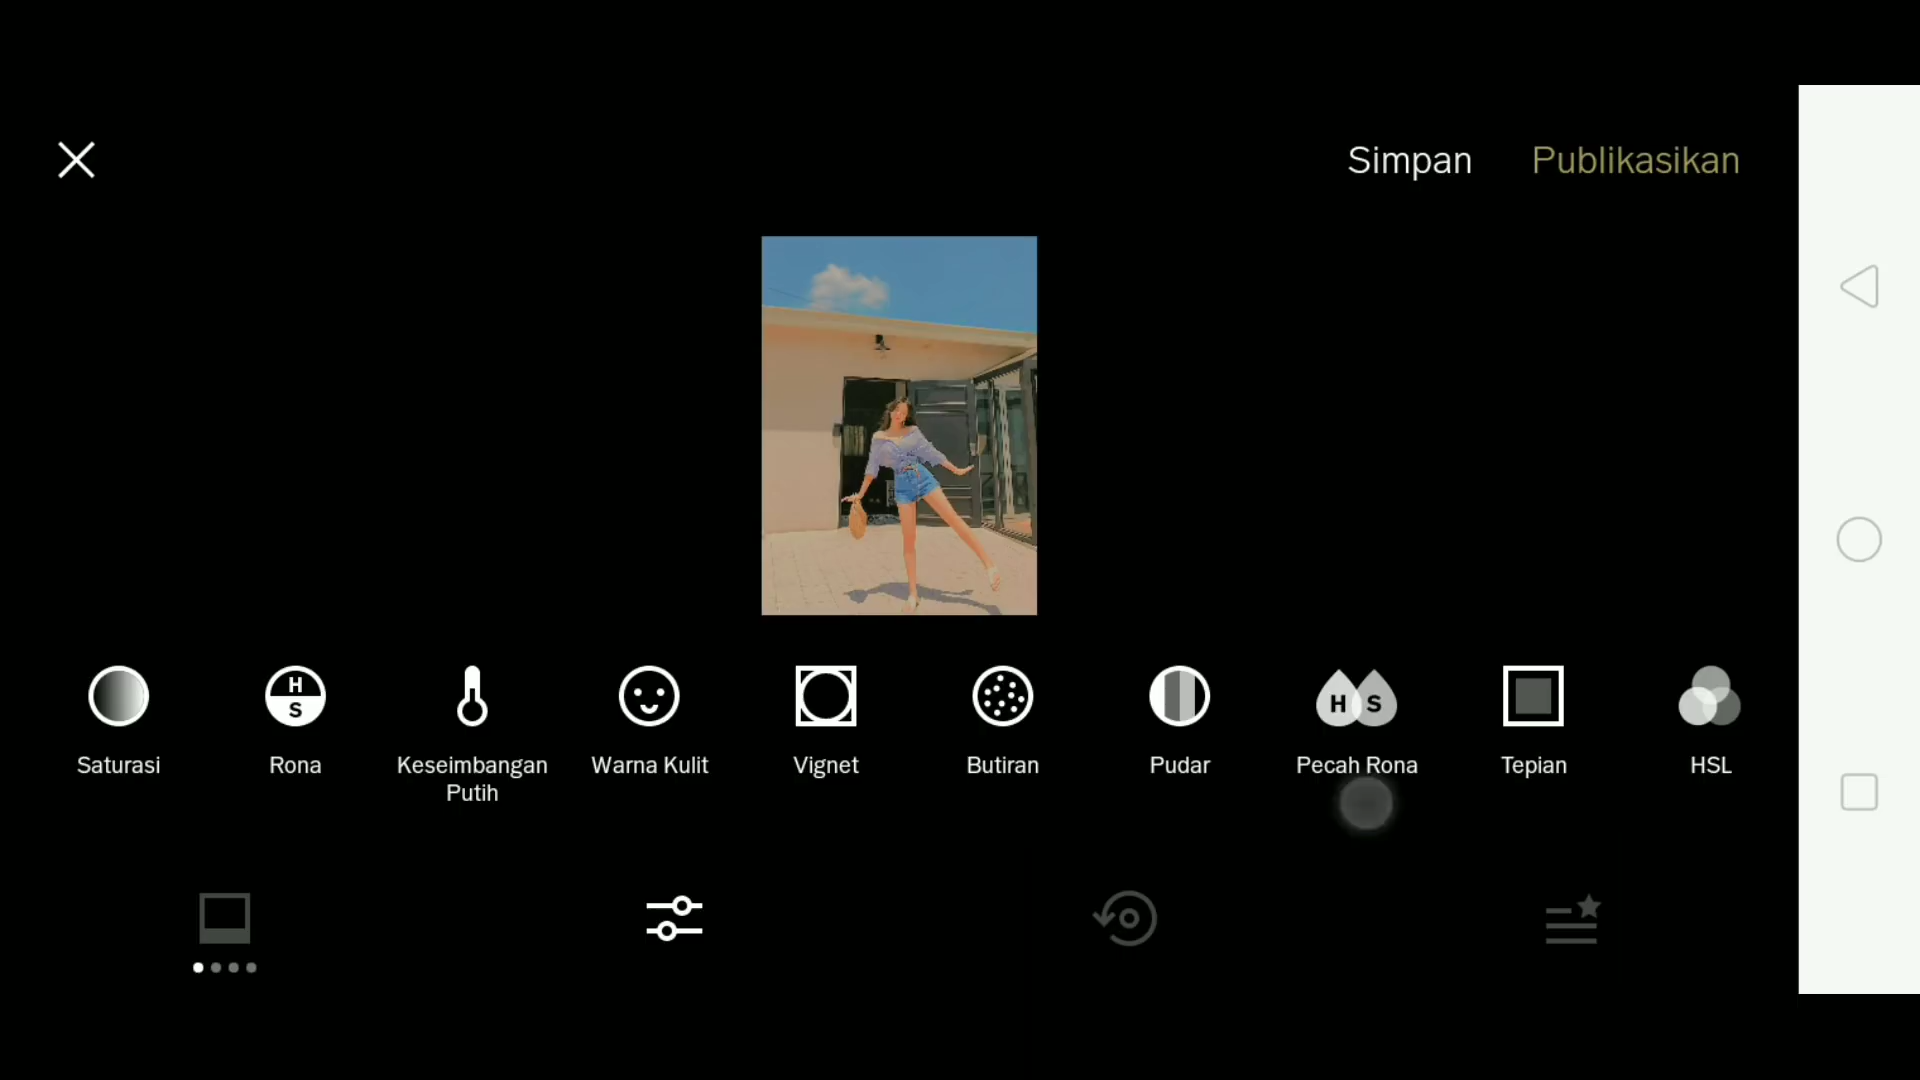 Simpan Publikasikan
H
S
H S
Saturasi Rona Keseimbangan Warna Kulit Vignet Butiran Pudar Pecah Rona Tepian HSL
Putih